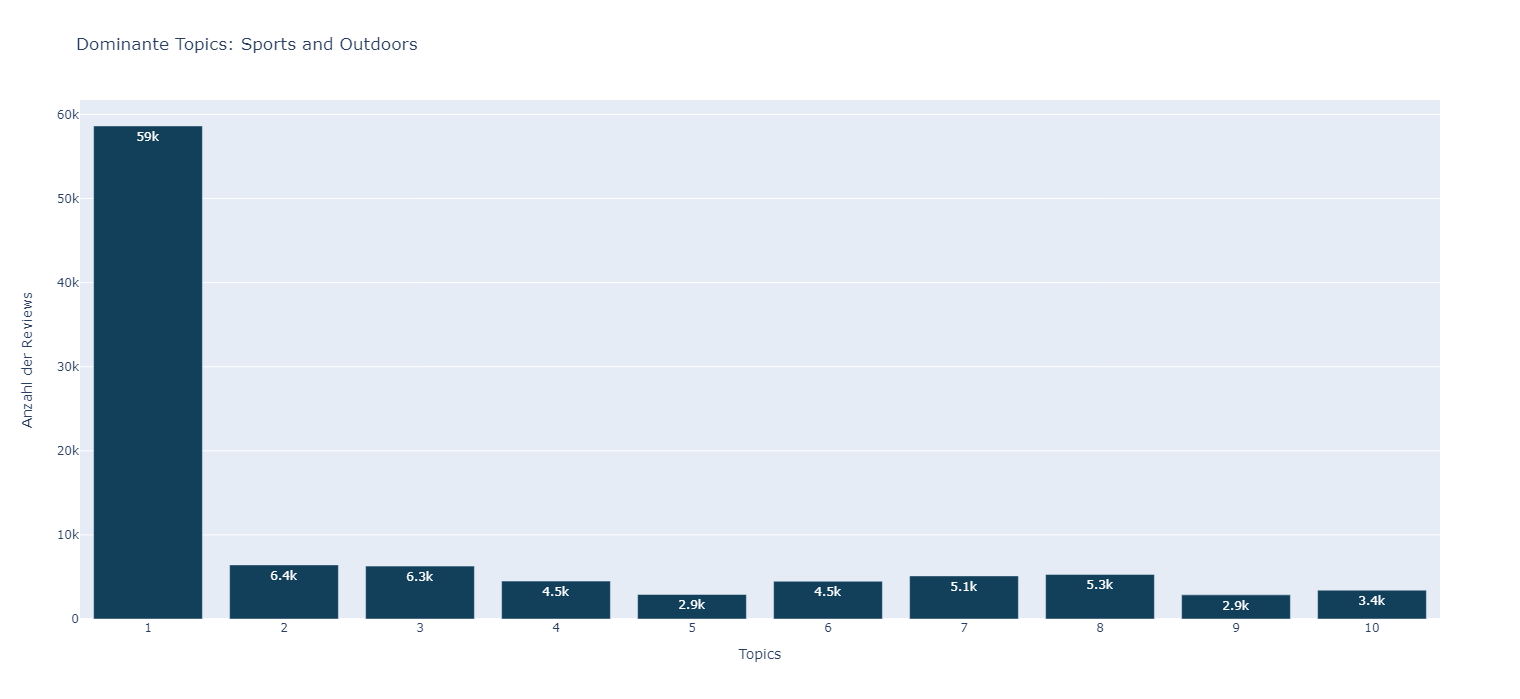 Dominante Topics: Sports and Outdoors
60k
50k
40k
30k
20k
10k
0
Anzahl der Reviews
59k
6.4k
6.3k
4.5k
2.9k
4.5k
5.1k
5.3k
2.9k
3.4k
1 2 3 4 5 6 7 8 9 10
Topics